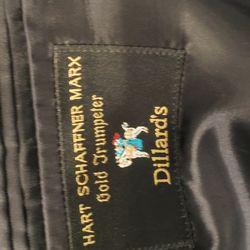 HART SCHAFFNER MARX
Gold Trumpeter
Dillard's